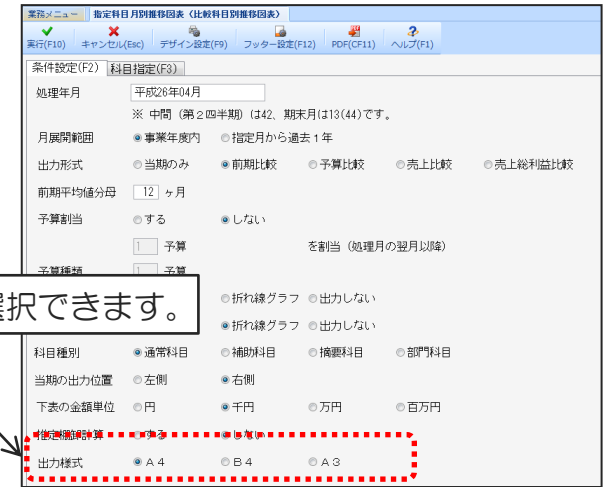 業務メニュー 指定科目月別推移図表（比較科目別推移図表）
実行(F10) キャンセル(Esc) デザイン設定(F9) フッター設定(F12) PDF(CF11) ヘルプ(F1)
条件設定(F2) 科目指定(F3)
処理年月 平成26年04月
※ 中間（第２四半期）は42、期末月は13(44)です。
月展開範囲 事業年度内 指定月から過去１年
出力形式 当期のみ 前期比較 予算比較 売上比較 売上総利益比較
前期平均値分母 12 ヶ月
予算割当 する しない
1 予算 を割当（処理月の翌月以降）
予算種類 1 予算
折れ線グラフ 出力しない
選択できます。
折れ線グラフ 出力しない
科目種別 通常科目 補助科目 摘要科目 部門科目
当期の出力位置 左側 右側
下表の金額単位 円 千円 万円 百万円
推定棚卸計算 する しない
出力様式 Ａ４ Ｂ４ Ａ３